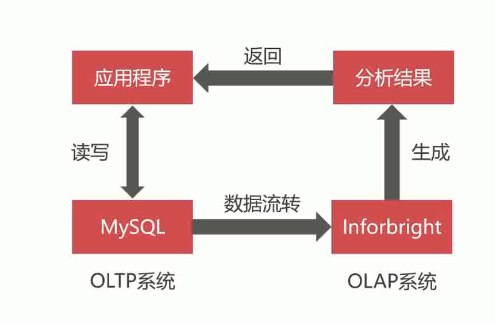 返回
应用程序
分析结果
读写
生成
数据流转
MySQL
Inforbright
OLTP系统
OLAP系统